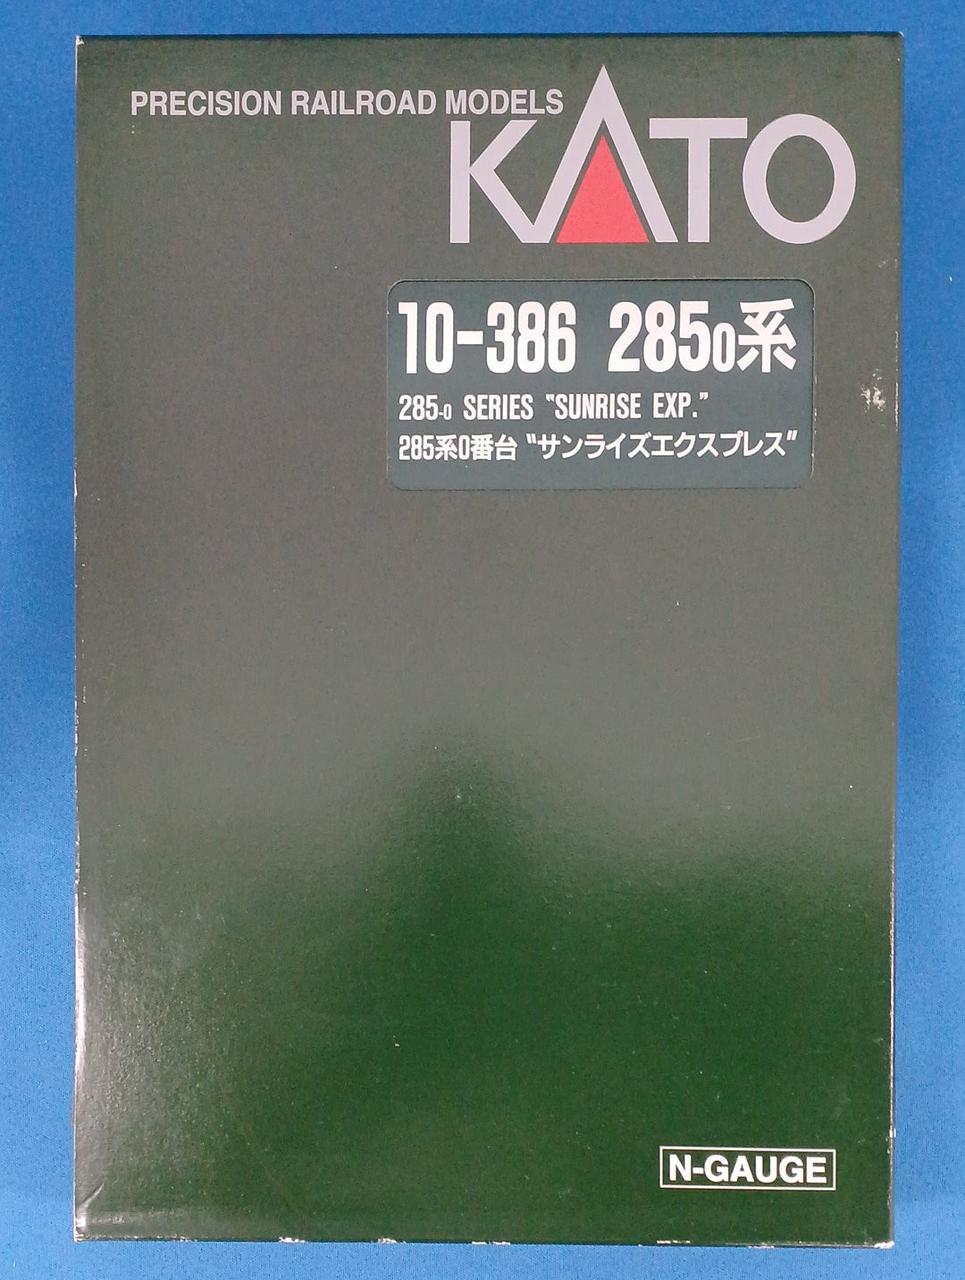 PRECISION RAILROAD MODELS
KATO
10-386 2850系
285-0 SERIES "SUNRISE EXP."
285系0番台 "サンライズエクスプレス"
N-GAUGE